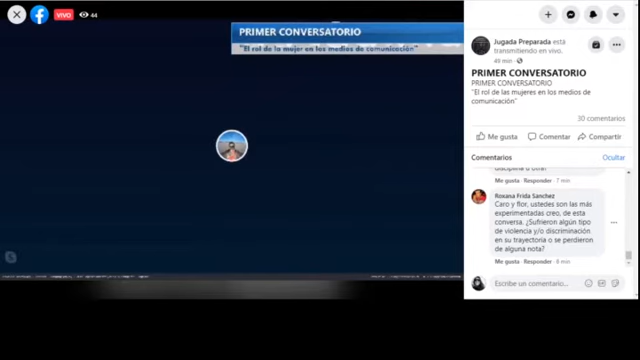 VIVO
44
PRIMER CONVERSATORIO
"El rol de la mujer en los medios de comunicación"
Jugada Preparada está
transmitiendo en vivo.
49 min ·
PRIMER CONVERSATORIO
PRIMER CONVERSATORIO
"El rol de las mujeres en los medios de
comunicación"
30 comentarios
Me gusta Comentar Compartir
Comentarios Ocultar
disciplina u otra?
Me gusta · Responder · 7 min
Roxana Frida Sanchez
Caro y flor, ustedes son las más
experimentadas creo, de esta
conversa. ¿Sufrieron algún tipo
de violencia y/o discriminación
en su trayectoria o se perdieron
de alguna nota?
Me gusta · Responder · 6 min
Escribe un comentario...